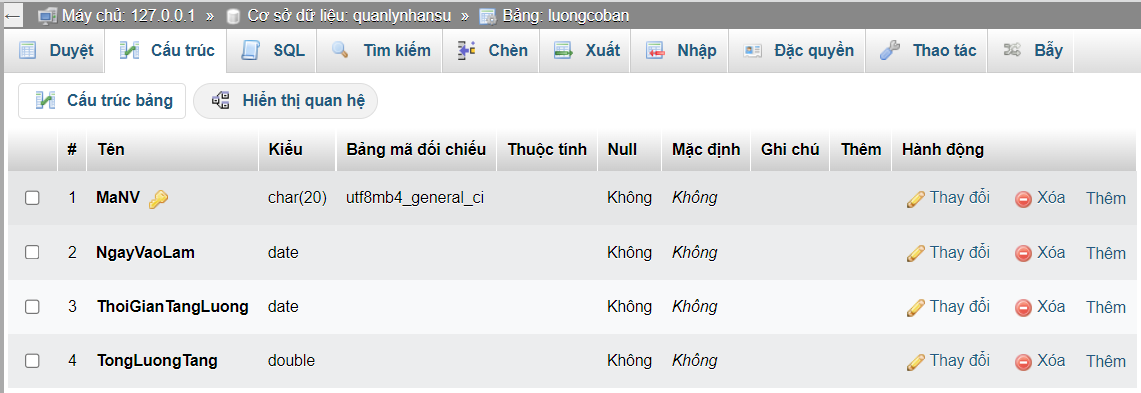 ← Máy chủ: 127.0.0.1 » Cơ sở dữ liệu: quanlynhansu » Bảng: luongcoban
Duyệt Cấu trúc SQL Tìm kiếm Chèn Xuất Nhập Đặc quyền Thao tác Bẫy
Cấu trúc bảng Hiển thị quan hệ
# Tên Kiểu Bảng mã đối chiếu Thuộc tính Null Mặc định Ghi chú Thêm Hành động
1 MaNV char(20) utf8mb4_general_ci Không Không Thay đổi Xóa Thêm
2 NgayVaoLam date Không Không Thay đổi Xóa Thêm
3 ThoiGianTangLuong date Không Không Thay đổi Xóa Thêm
4 TongLuongTang double Không Không Thay đổi Xóa Thêm